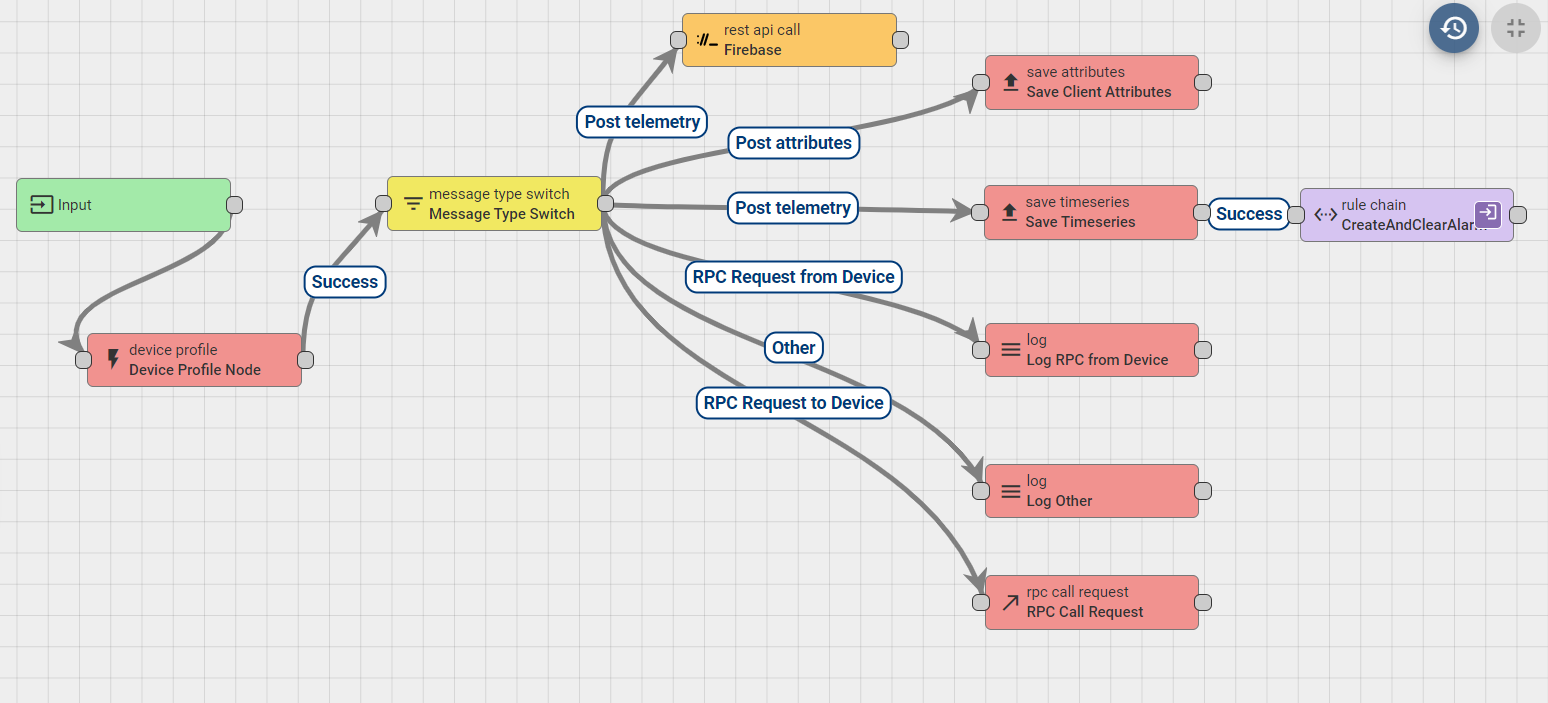 rest api call
Firebase
save attributes
Save Client Attributes
Post telemetry
Post attributes
Input
message type switch
Message Type Switch
Post telemetry
save timeseries
Save Timeseries
Success
rule chain
CreateAndClearAlar...
Success
RPC Request from Device
device profile
Device Profile Node
Other
log
Log RPC from Device
RPC Request to Device
log
Log Other
rpc call request
RPC Call Request